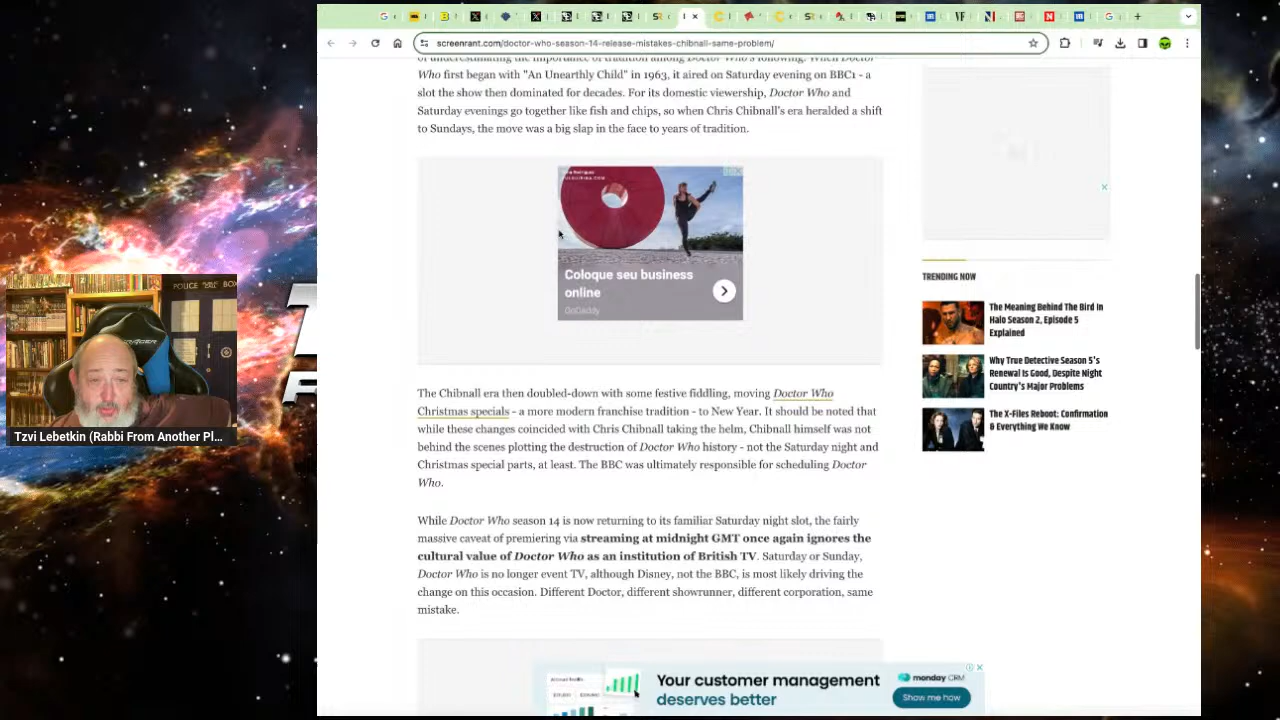 screenrant.com/doctor-who-season-14-release-mistakes-chibnall-same-problem/
of underestimating the importance of tradition among Doctor Who's following. When Doctor
Who first began with "An Unearthly Child" in 1963, it aired on Saturday evening on BBC1 - a
slot the show then dominated for decades. For its domestic viewership, Doctor Who and
Saturday evenings go together like fish and chips, so when Chris Chibnall's era heralded a shift
to Sundays, the move was a big slap in the face to years of tradition.
Coloque seu business
online
GoDaddy
TRENDING NOW
The Meaning Behind The Bird In
Halo Season 2, Episode 5
Explained
Why True Detective Season 5's
Renewal Is Good, Despite Night
Country's Major Problems
The X-Files Reboot: Confirmation
& Everything We Know
POLICE BOX
Tzvi Lebetkin (Rabbi From Another Pl...
The Chibnall era then doubled-down with some festive fiddling, moving Doctor Who
Christmas specials - a more modern franchise tradition - to New Year. It should be noted that
while these changes coincided with Chris Chibnall taking the helm, Chibnall himself was not
behind the scenes plotting the destruction of Doctor Who history - not the Saturday night and
Christmas special parts, at least. The BBC was ultimately responsible for scheduling Doctor
Who.
While Doctor Who season 14 is now returning to its familiar Saturday night slot, the fairly
massive caveat of premiering via streaming at midnight GMT once again ignores the
cultural value of Doctor Who as an institution of British TV. Saturday or Sunday,
Doctor Who is no longer event TV, although Disney, not the BBC, is most likely driving the
change on this occasion. Different Doctor, different showrunner, different corporation, same
mistake.
Your customer management
deserves better
monday CRM
Show me how